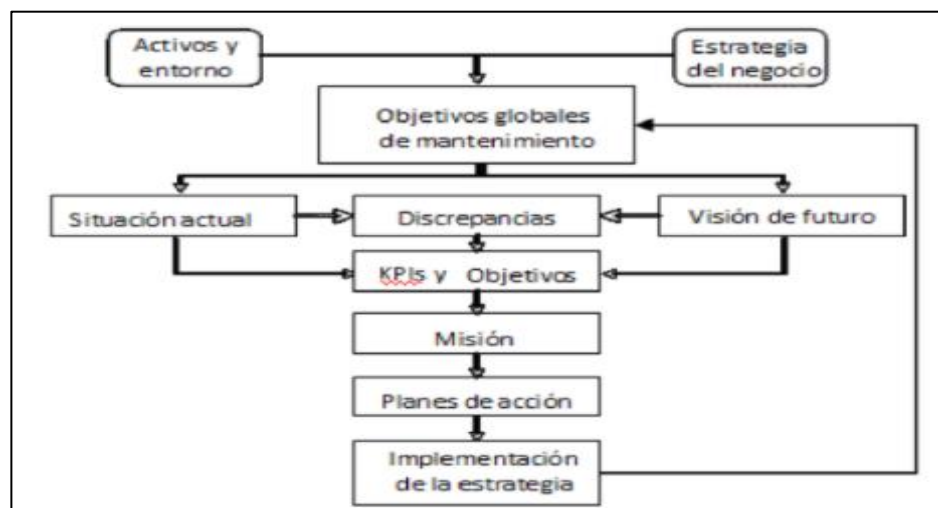 Activos y
entorno
Estrategia
del negocio
Objetivos globales
de mantenimiento
Situación actual
Discrepancias
Visión de futuro
KPIs y Objetivos
Misión
Planes de acción
Implementación
de la estrategia